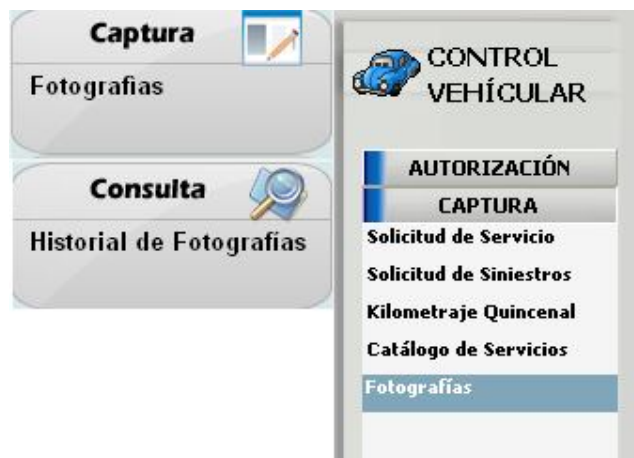 Captura
Fotografias
Consulta
Historial de Fotografías
CONTROL
VEHÍCULAR
AUTORIZACIÓN
CAPTURA
Solicitud de Servicio
Solicitud de Siniestros
Kilometraje Quincenal
Catálogo de Servicios
Fotografías